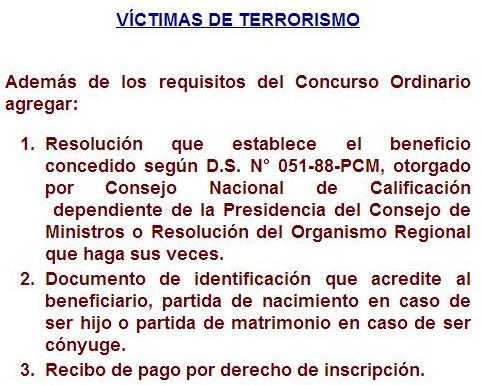 VÍCTIMAS DE TERRORISMO
Además de los requisitos del Concurso Ordinario
agregar:
1. Resolución que establece el beneficio
concedido según D.S. N° 051-88-PCM, otorgado
por Consejo Nacional de Calificación
dependiente de la Presidencia del Consejo de
Ministros o Resolución del Organismo Regional
que haga sus veces.
2. Documento de identificación que acredite al
beneficiario, partida de nacimiento en caso de
ser hijo o partida de matrimonio en caso de ser
cónyuge.
3. Recibo de pago por derecho de inscripción.